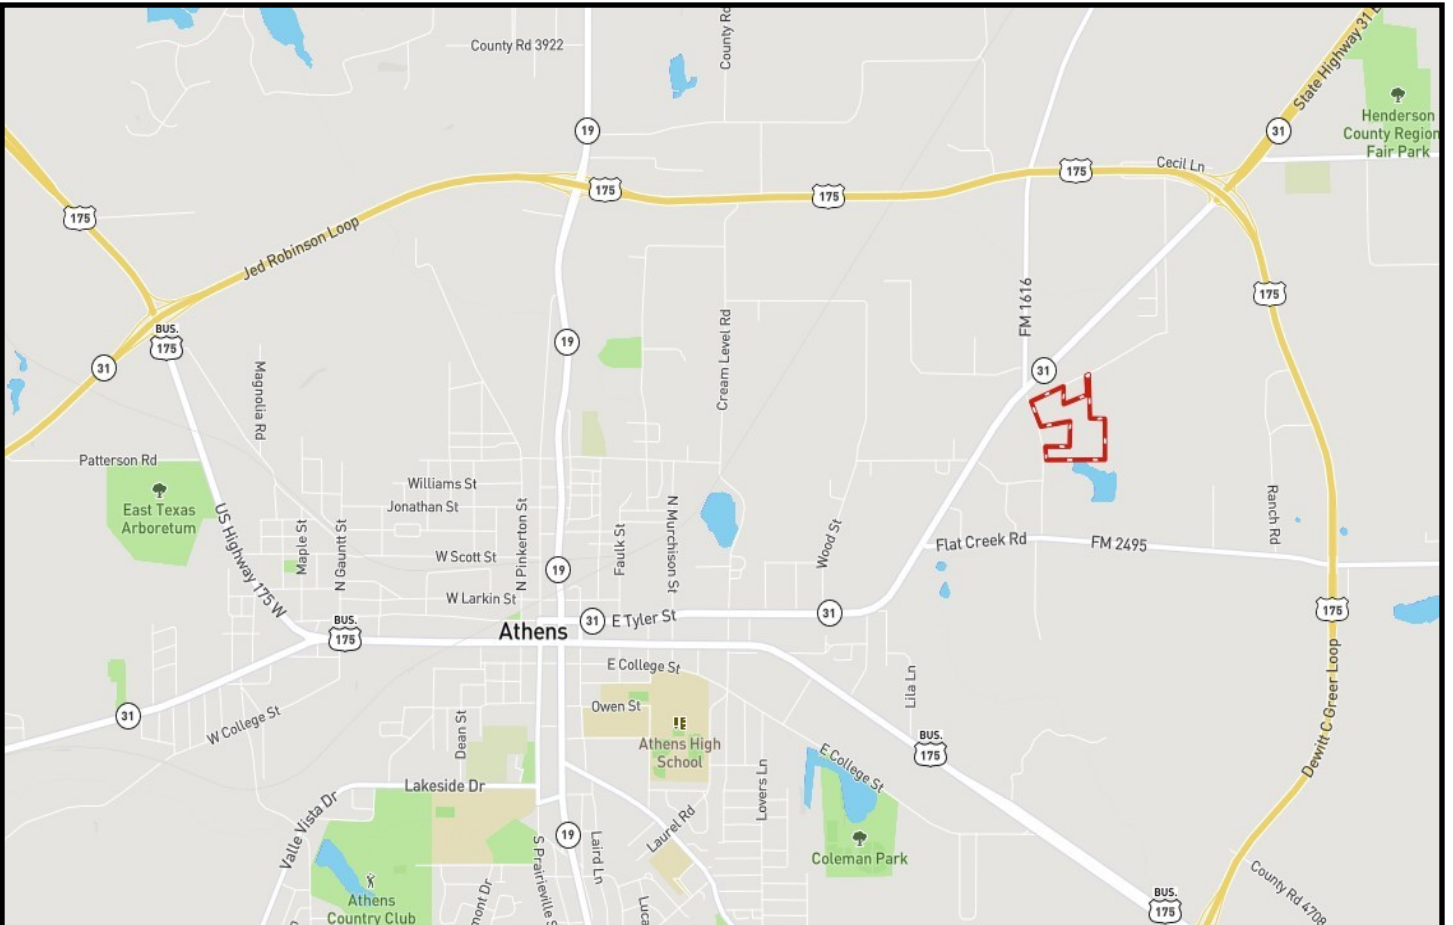 County Rd 3922
County Rd
State Highway 31 E
19
31
Henderson
County Region
Fair Park
Cecil Ln
175
175
175
175
Jed Robinson Loop
175
FM 1616
BUS.
175
19
31
31
Magnolia Rd
Cream Level Rd
Patterson Rd
East Texas
Arboretum
US Highway 175 W
Williams St
Jonathan St
Maple St
N Gauntt St
W Scott St
N Pinkerton St
Faulk St
N Murchison St
Wood St
Flat Creek Rd
FM 2495
Ranch Rd
19
W Larkin St
31
E Tyler St
31
175
BUS.
175
Athens
E College St
Lila Ln
Dewitt C Greer Loop
31
W College St
Dean St
Owen St
Athens High
School
BUS.
175
E College St
Lovers Ln
Lakeside Dr
Valle Vista Dr
19
Laird Ln
Laurel Rd
S Prairieville S
Coleman Park
Athens
Country Club
mont Dr
Luca
BUS.
175
County Rd 4708